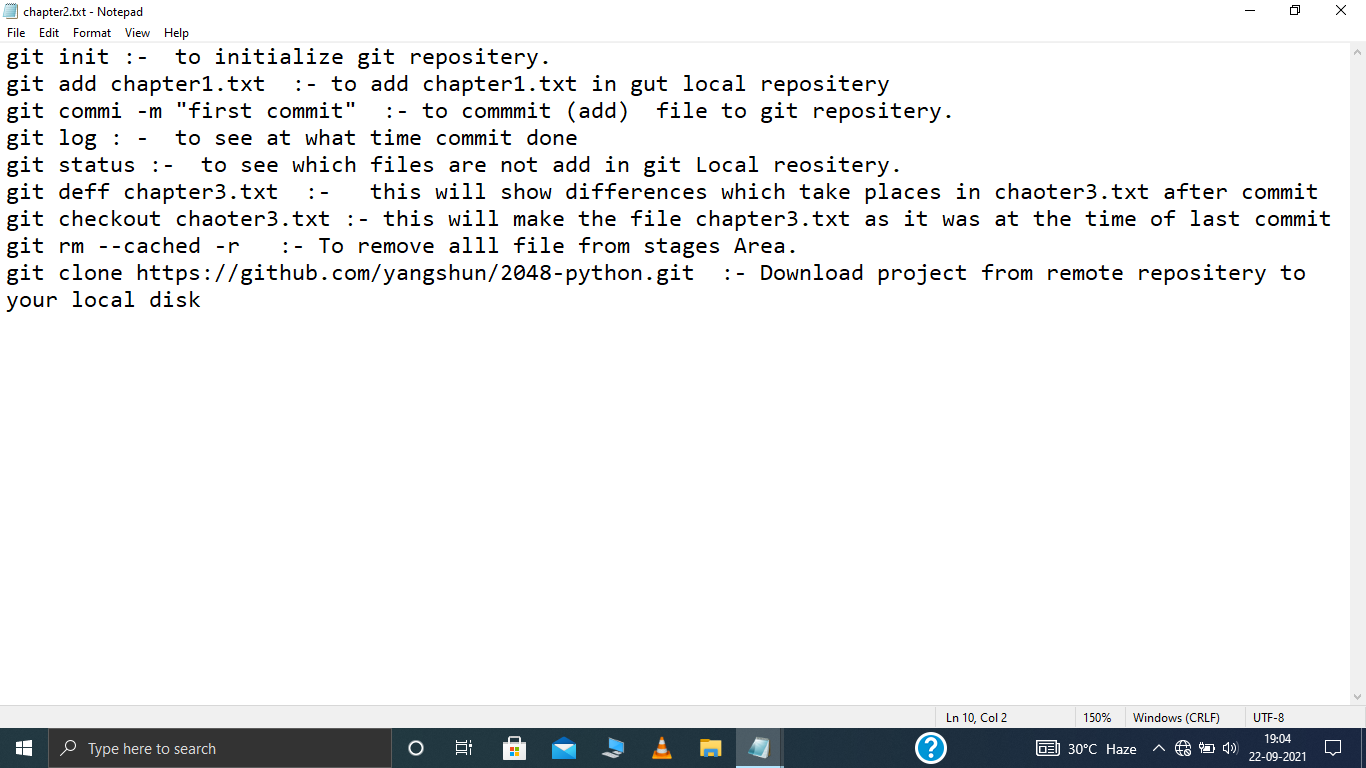 chapter2.txt - Notepad
File Edit Format View Help
git init :-  to initialize git repositery.
git add chapter1.txt  :- to add chapter1.txt in gut local repositery
git commi -m "first commit"  :- to commmit (add)  file to git repositery.
git log : -  to see at what time commit done
git status :-  to see which files are not add in git Local reositery.
git deff chapter3.txt  :-   this will show differences which take places in chaoter3.txt after commit
git checkout chaoter3.txt :- this will make the file chapter3.txt as it was at the time of last commit
git rm --cached -r   :- To remove alll file from stages Area.
git clone https://github.com/yangshun/2048-python.git  :- Download project from remote repositery to
your local disk
Ln 10, Col 2 150% Windows (CRLF) UTF-8
Type here to search
30°C Haze
19:04
22-09-2021